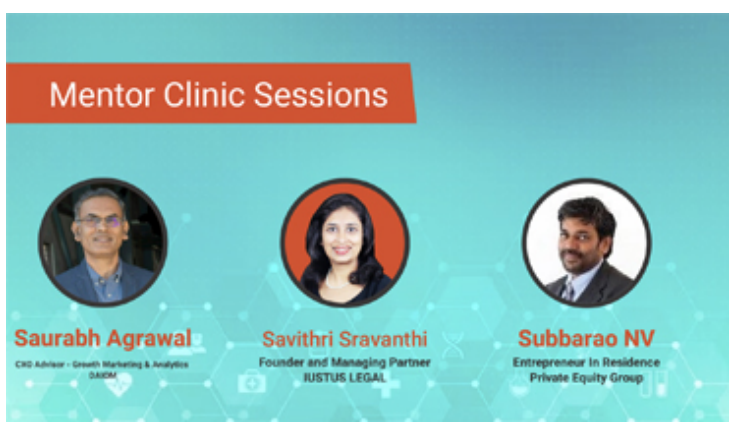 Mentor Clinic Sessions
Saurabh Agrawal
CXO Advisor - Growth Marketing & Analytics
DAIOM
Savithri Sravanthi
Founder and Managing Partner
IUSTUS LEGAL
Subbarao NV
Entrepreneur In Residence
Private Equity Group